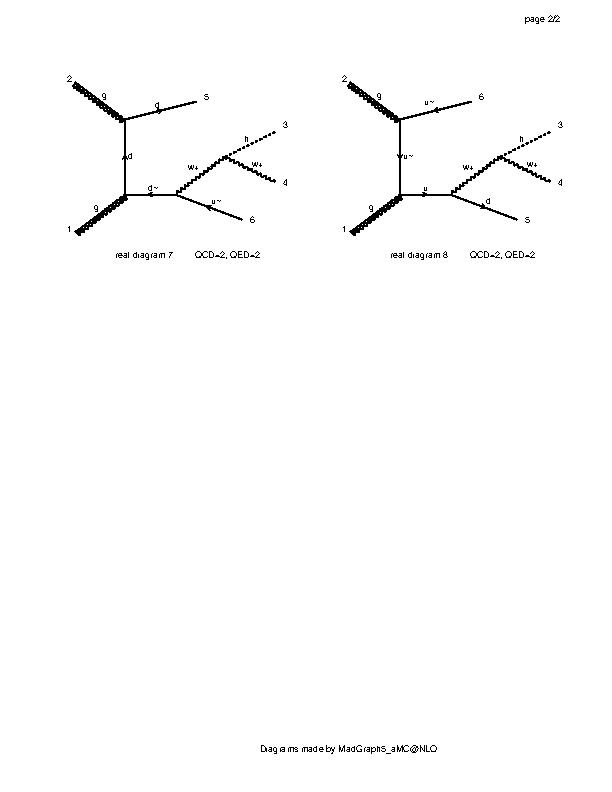 page 2/2
2 g d 5
d
h 3
w+ w+ 4
g d~ u~
1 6
real diagram 7 QCD=2, QED=2
2 g u~ 6
u~
h 3
w+ w+ 4
g u d
1 5
real diagram 8 QCD=2, QED=2
Diagrams made by MadGraph5_aMC@NLO